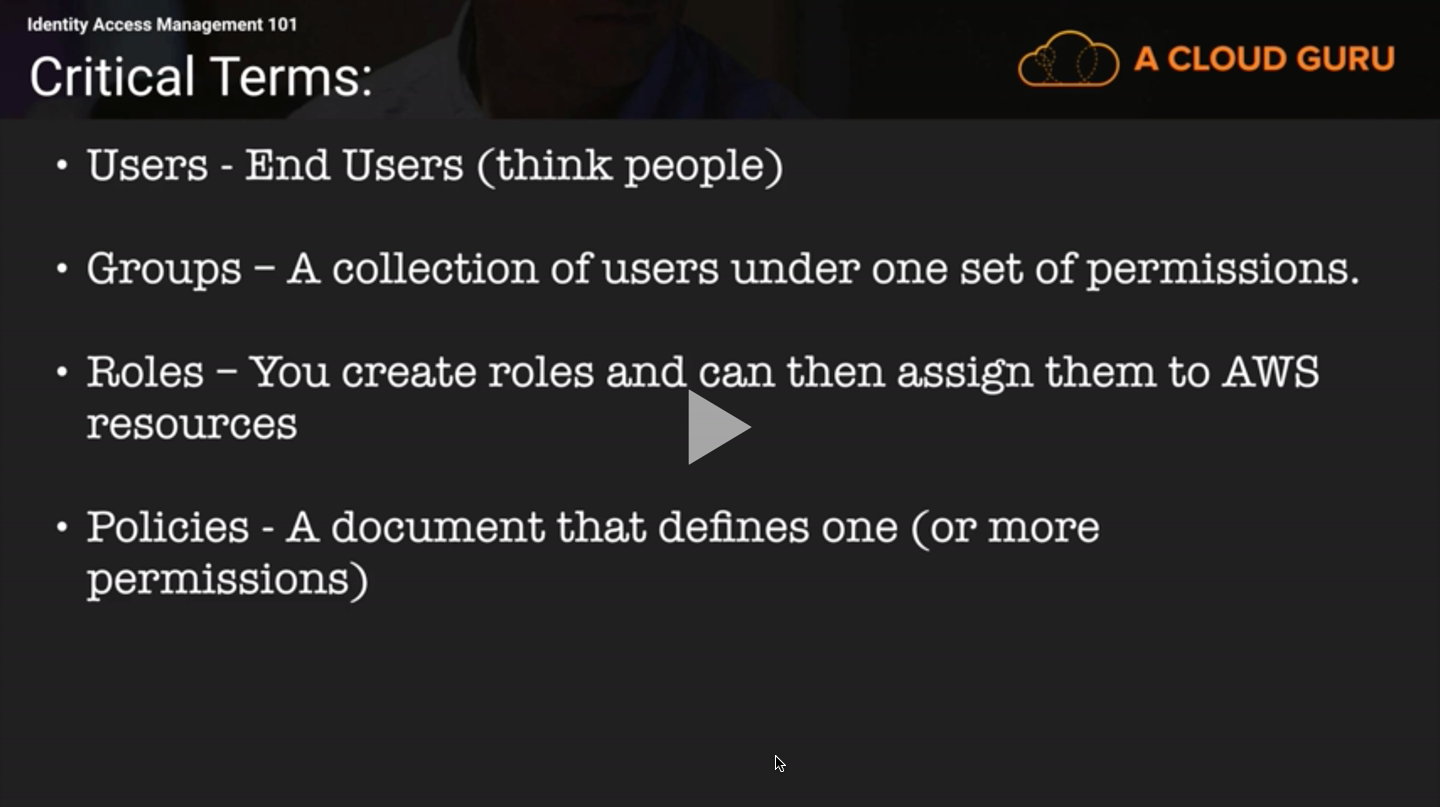 Identity Access Management 101
Critical Terms:
A CLOUD GURU
• Users - End Users (think people)
• Groups – A collection of users under one set of permissions.
• Roles – You create roles and can then assign them to AWS
resources
• Policies - A document that defines one (or more
permissions)